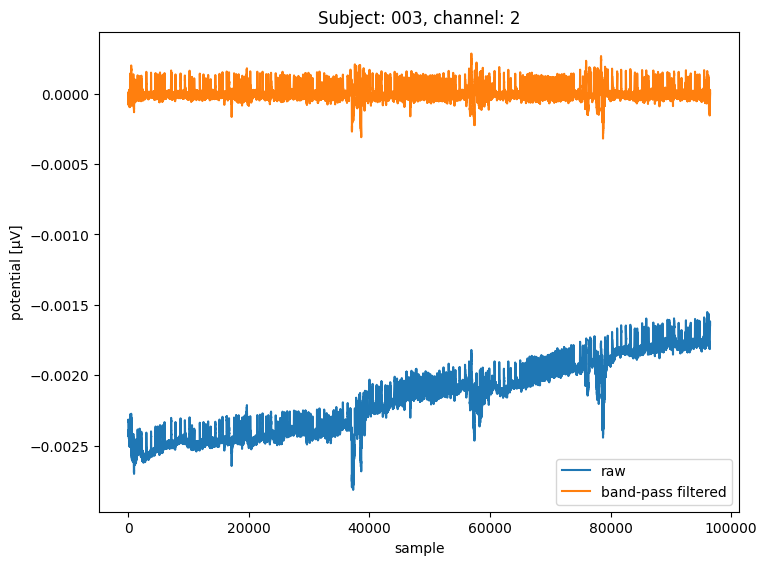 Subject: 003, channel: 2
0.0000
−0.0005
−0.0010
−0.0015
−0.0020
−0.0025
potential [µV]
0
20000
40000
60000
80000
100000
sample
raw
band-pass filtered